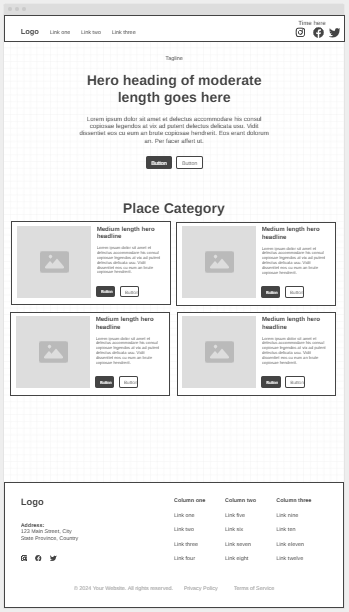 Time here
Logo Link one Link two Link three
Tagline
Hero heading of moderate
length goes here
Lorem ipsum dolor si amet et delectus accommodare his consul
copiosae legendos at vix ad putent delectus delicata usu. Vidit
dissentiet eos cu eum an brute copiosae hendrerit. Eos erant dolorum
an. Per facer affert ut.
Button Button
Place Category
Medium length hero
headline
Lorem ipsum dolor sit amet et
delectus accommodare his consul
copiosae legendos at vix ad putent
delectus delicata usu. Vidit
dissentiet eos cu eum an brute
copiosae hendrerit.
Button Button
Medium length hero
headline
Lorem ipsum dolor sit amet et
delectus accommodare his consul
copiosae legendos at vix ad putent
delectus delicata usu. Vidit
dissentiet eos cu eum an brute
copiosae hendrerit.
Button Button
Medium length hero
headline
Lorem ipsum dolor sit amet et
delectus accommodare his consul
copiosae legendos at vix ad putent
delectus delicata usu. Vidit
dissentiet eos cu eum an brute
copiosae hendrerit.
Button Button
Medium length hero
headline
Lorem ipsum dolor sit amet et
delectus accommodare his consul
copiosae legendos at vix ad putent
delectus delicata usu. Vidit
dissentiet eos cu eum an brute
copiosae hendrerit.
Button Button
Logo
Address:
123 Main Street, City
State Province, Country
Column one
Link one
Link two
Link three
Link four
Column two
Link five
Link six
Link seven
Link eight
Column three
Link nine
Link ten
Link eleven
Link twelve
© 2024 Your Website. All rights reserved. Privacy Policy Terms of Service